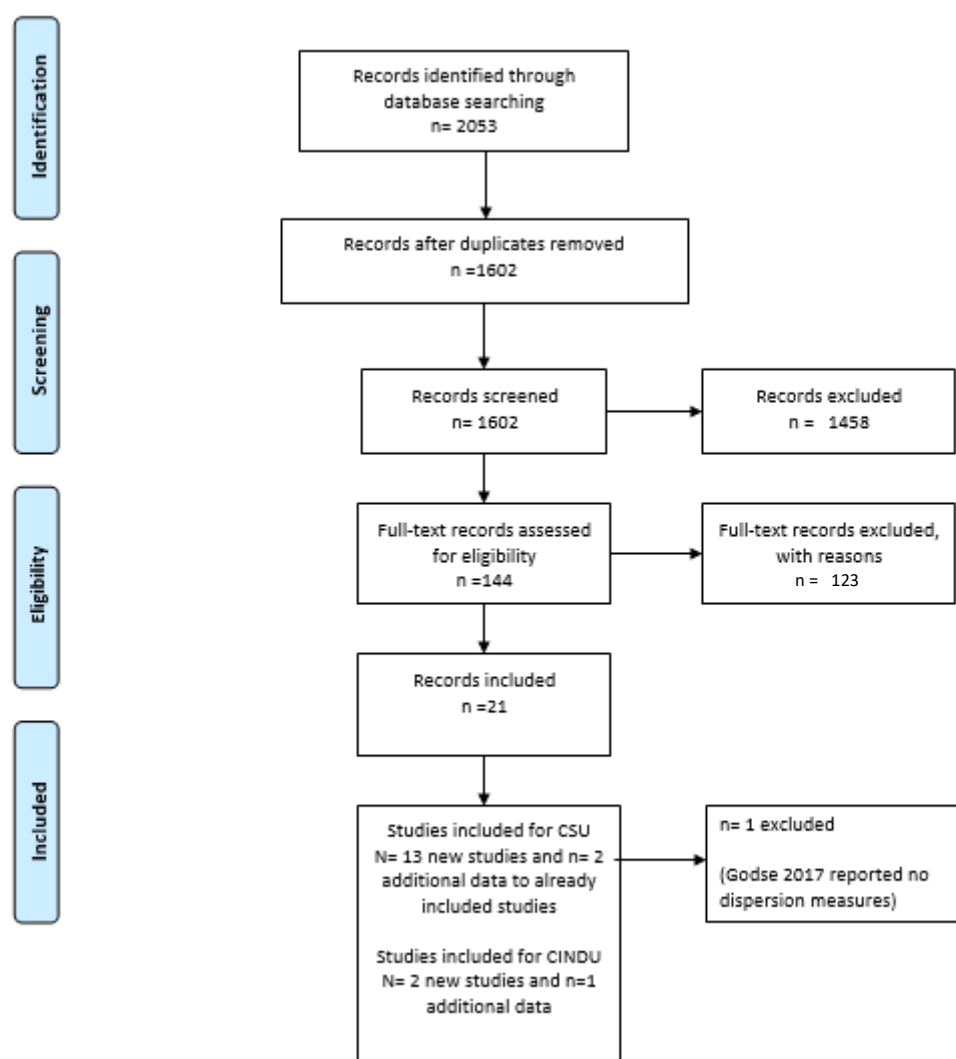 Identification
Records identified through
database searching
n= 2053
Records after duplicates removed
n =1602
Screening
Records screened
n= 1602
Records excluded
n = 1458
Eligibility
Full-text records assessed
for eligibility
n =144
Full-text records excluded,
with reasons
n = 123
Records included
n =21
Included
Studies included for CSU
N= 13 new studies and n= 2
additional data to already
included studies
Studies included for CINDU
N= 2 new studies and n=1
additional data
n= 1 excluded
(Godse 2017 reported no
dispersion measures)